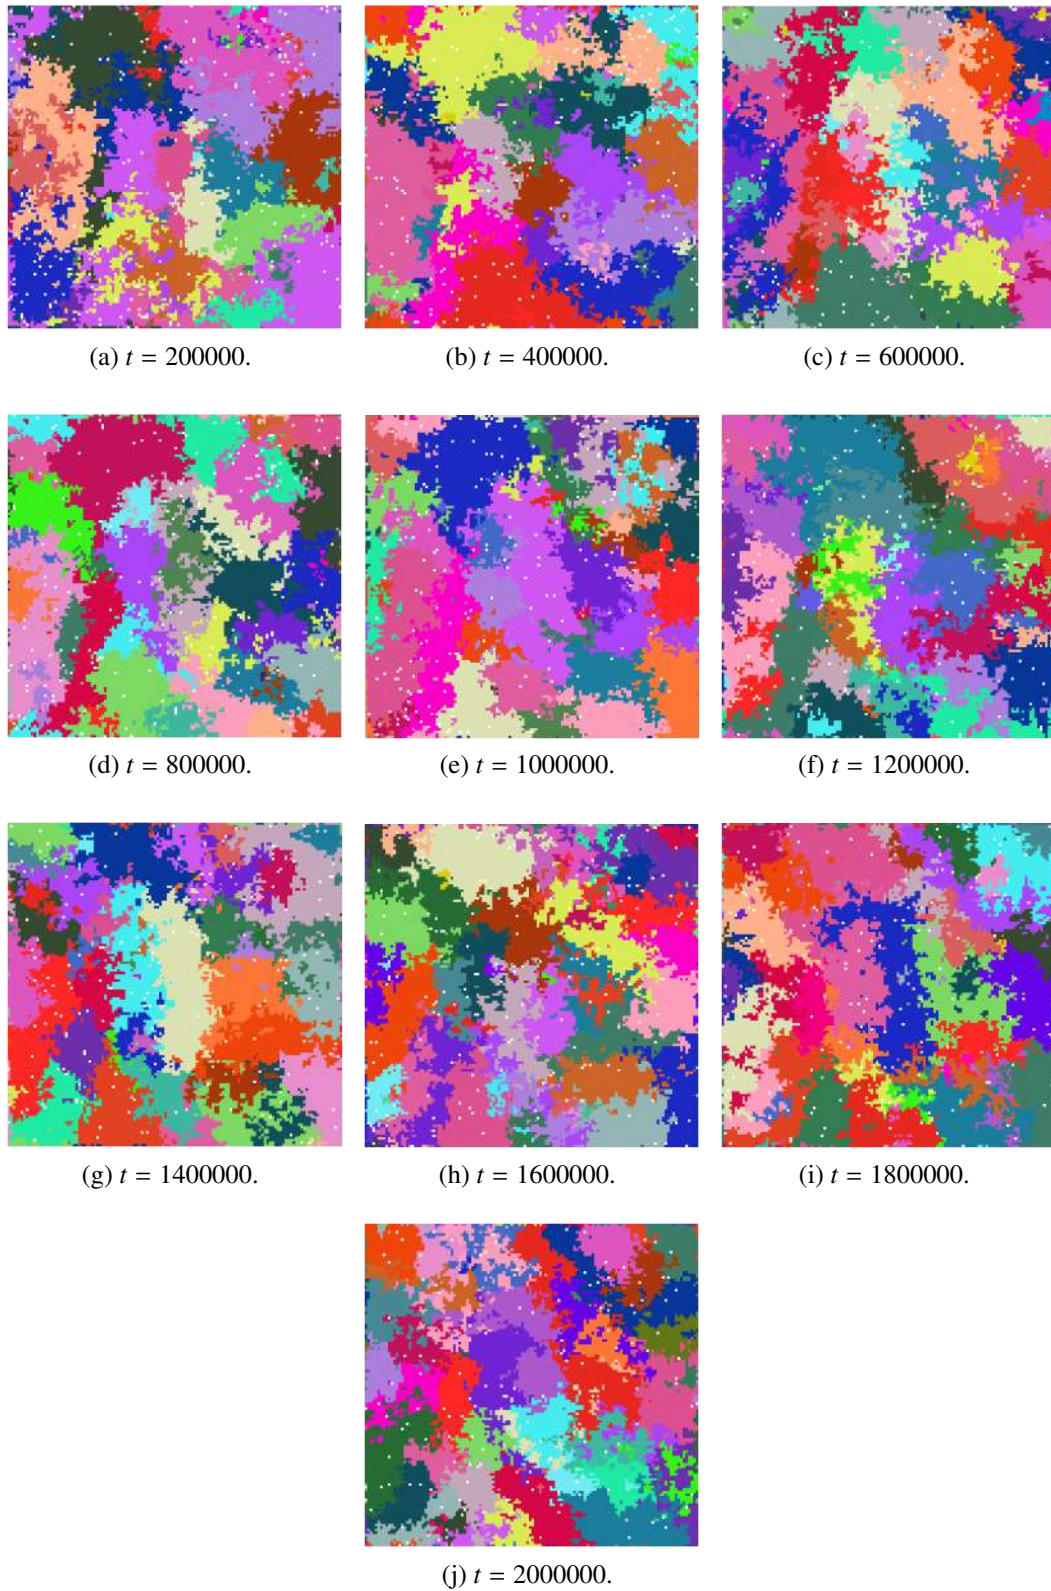 (a) t = 200000.
(b) t = 400000.
(c) t = 600000.
(d) t = 800000.
(e) t = 1000000.
(f) t = 1200000.
(g) t = 1400000.
(h) t = 1600000.
(i) t = 1800000.
(j) t = 2000000.